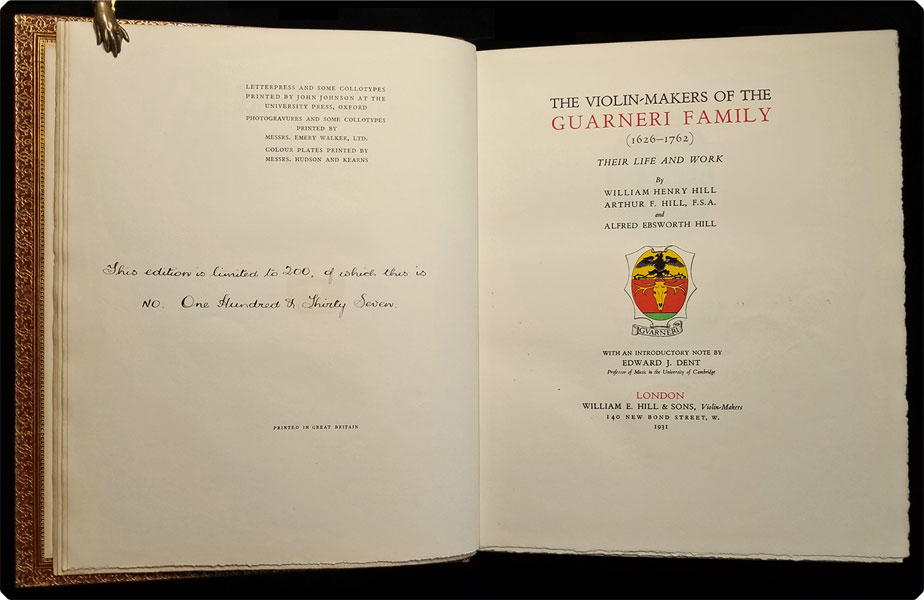 LETTERPRESS AND SOME COLLOTYPES
PRINTED BY JOHN JOHNSON AT THE
UNIVERSITY PRESS, OXFORD
PHOTOGRAVURES AND SOME COLLOTYPES
PRINTED BY
MESSRS. EMERY WALKER, LTD.
COLOUR PLATES PRINTED BY
MESSRS. HUDSON AND KEARNS
This edition is limited to 200, of which this is
NO. One Hundred & Thirty Seven.
PRINTED IN GREAT BRITAIN
THE VIOLIN-MAKERS OF THE
GUARNERI FAMILY
(1626–1762)
THEIR LIFE AND WORK
By
WILLIAM HENRY HILL
ARTHUR F. HILL, F.S.A.
and
ALFRED EBSWORTH HILL
GVARNERI
WITH AN INTRODUCTORY NOTE BY
EDWARD J. DENT
Professor of Music in the University of Cambridge
LONDON
WILLIAM E. HILL & SONS, Violin-Makers
140 NEW BOND STREET, W.
1931